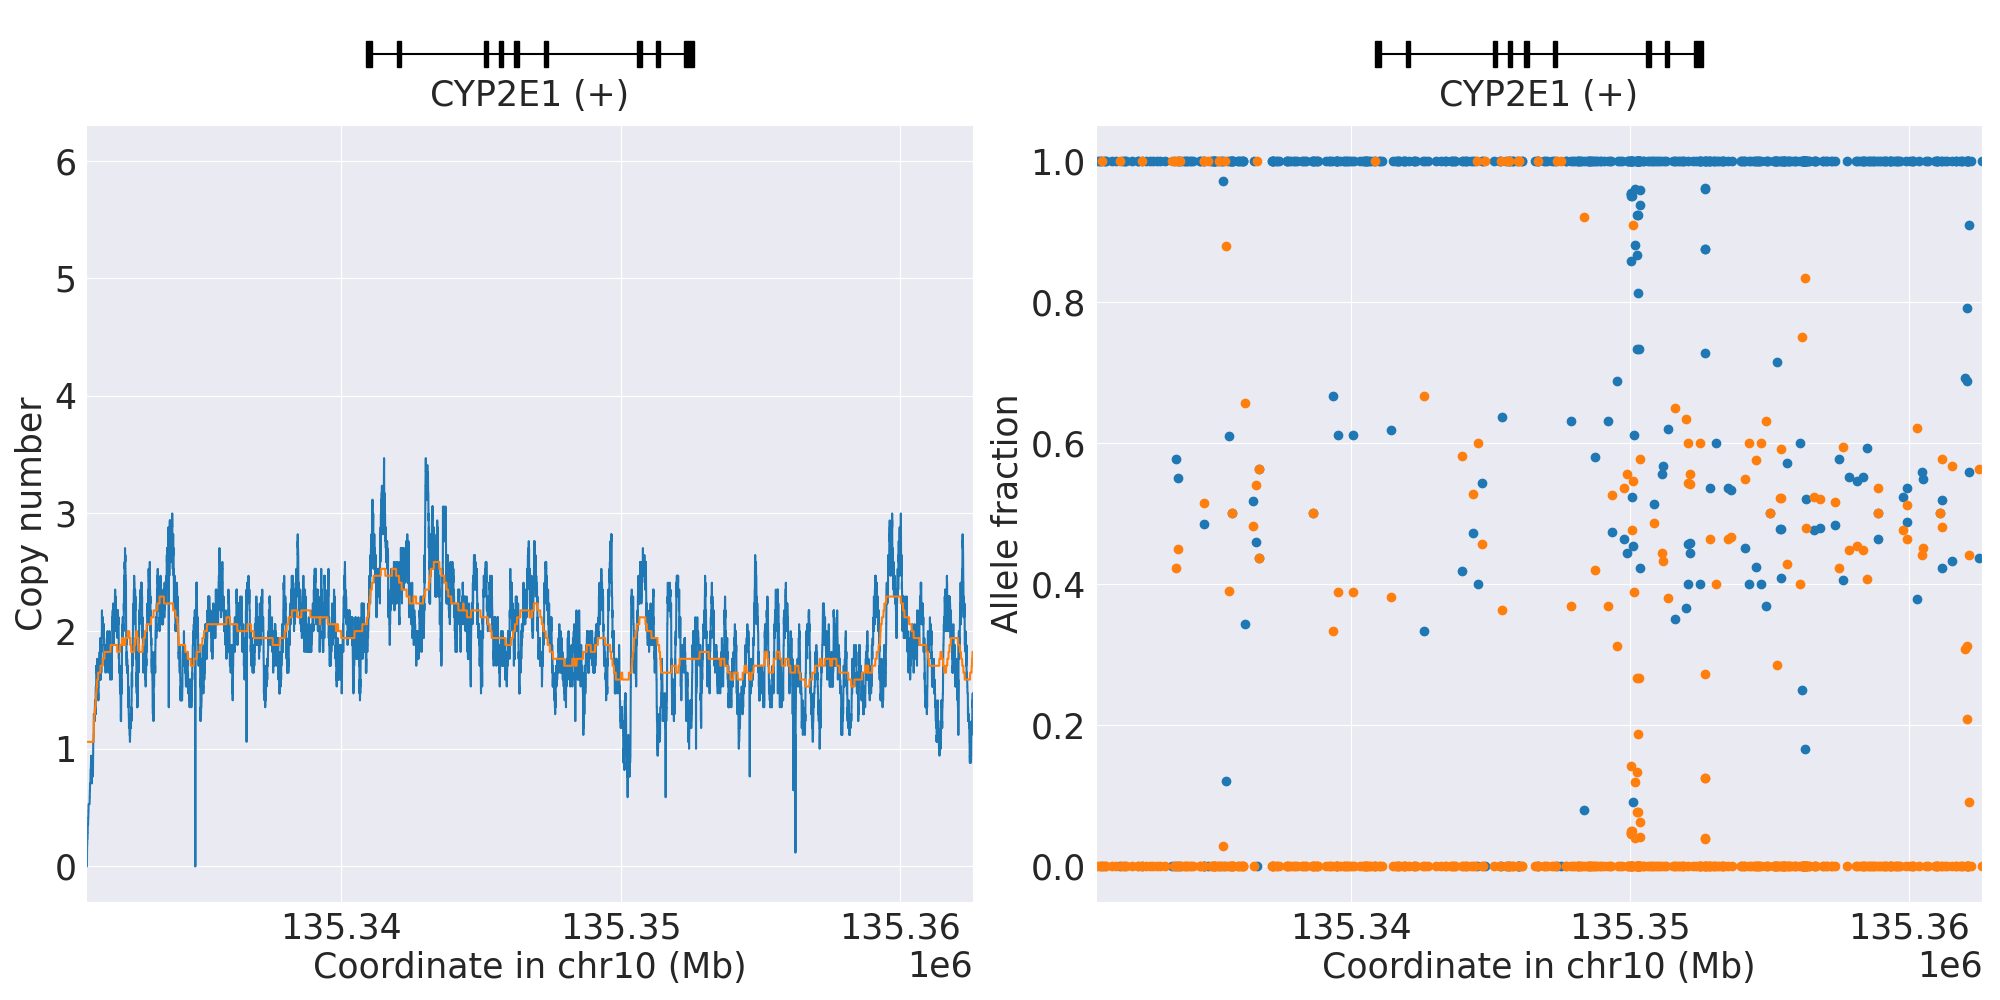 CYP2E1 (+)
6
5
4
3
2
1
0
Copy number
135.34 135.35 135.36
Coordinate in chr10 (Mb)
1e6
CYP2E1 (+)
1.0
0.8
0.6
0.4
0.2
0.0
Allele fraction
135.34 135.35 135.36
Coordinate in chr10 (Mb)
1e6